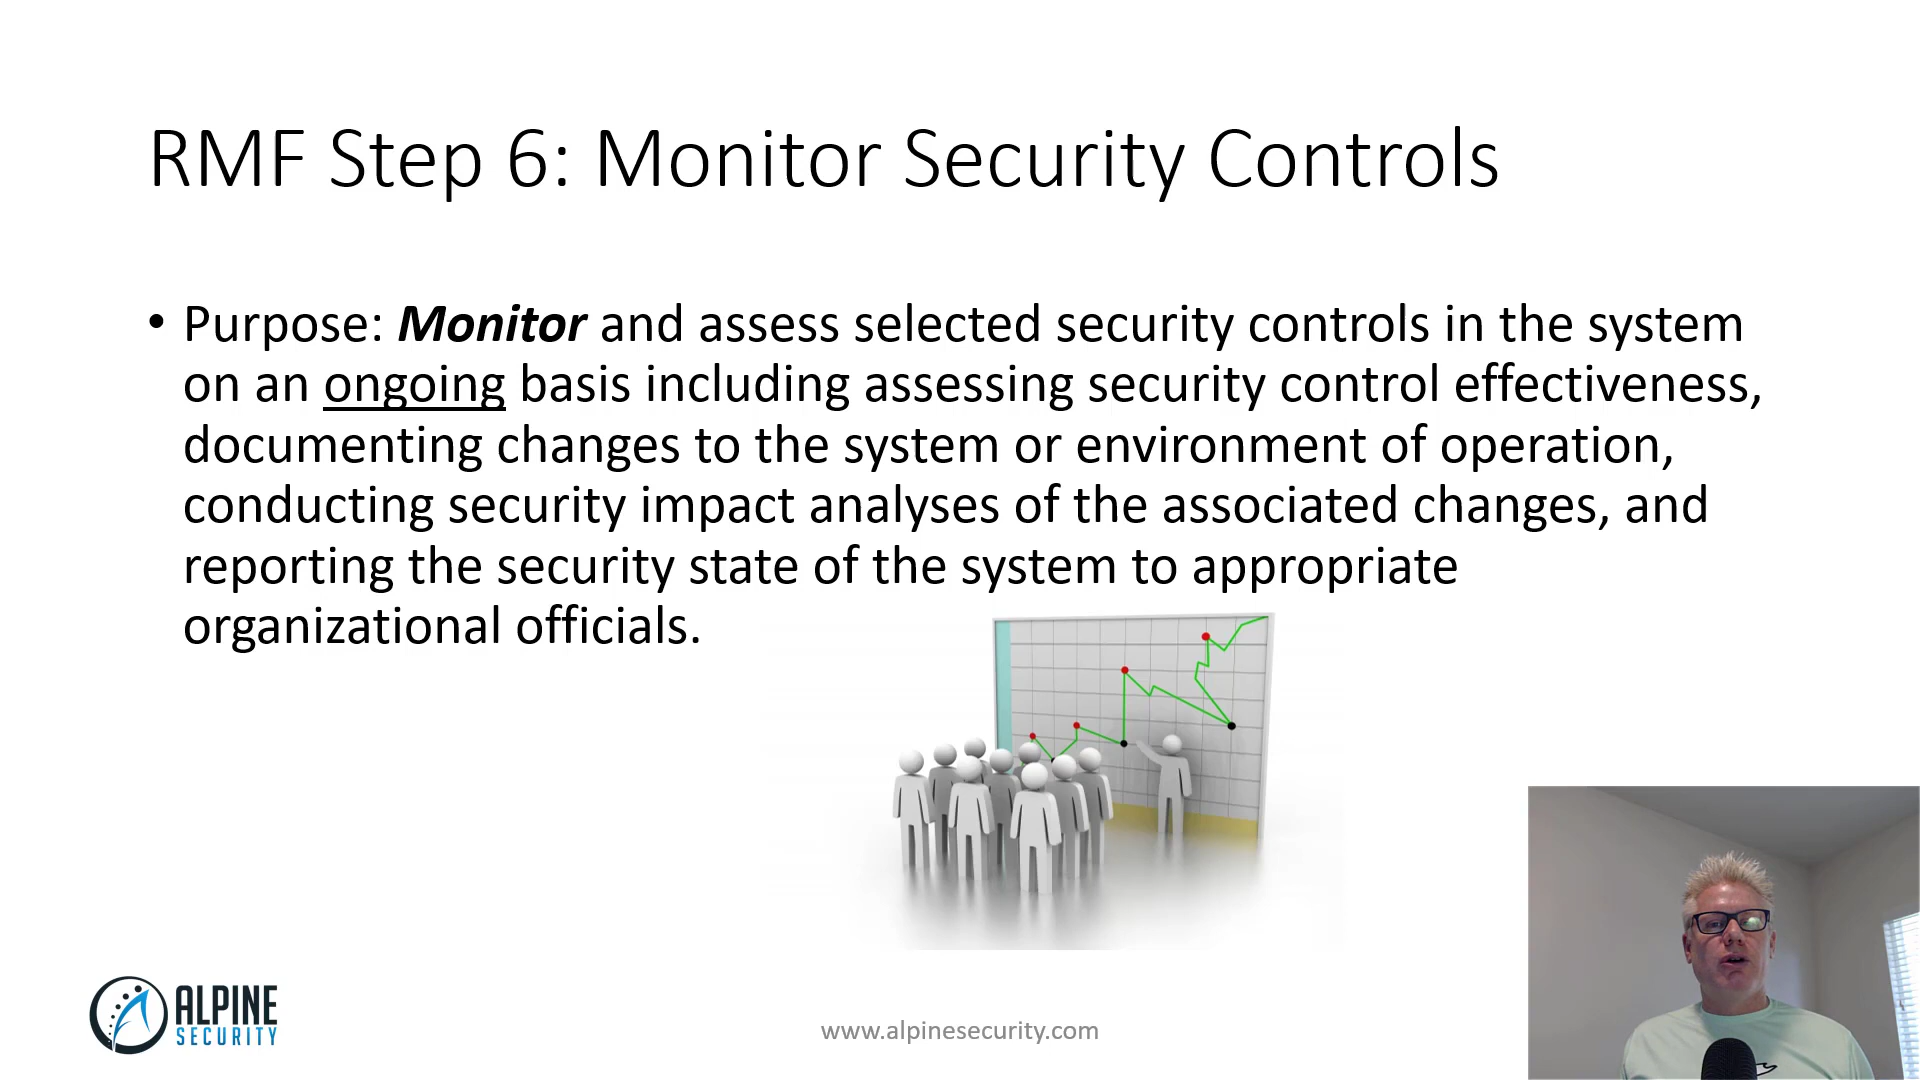 RMF Step 6: Monitor Security Controls
• Purpose: Monitor and assess selected security controls in the system
on an ongoing basis including assessing security control effectiveness,
documenting changes to the system or environment of operation,
conducting security impact analyses of the associated changes, and
reporting the security state of the system to appropriate
organizational officials.
ALPINE
SECURITY
www.alpinesecurity.com